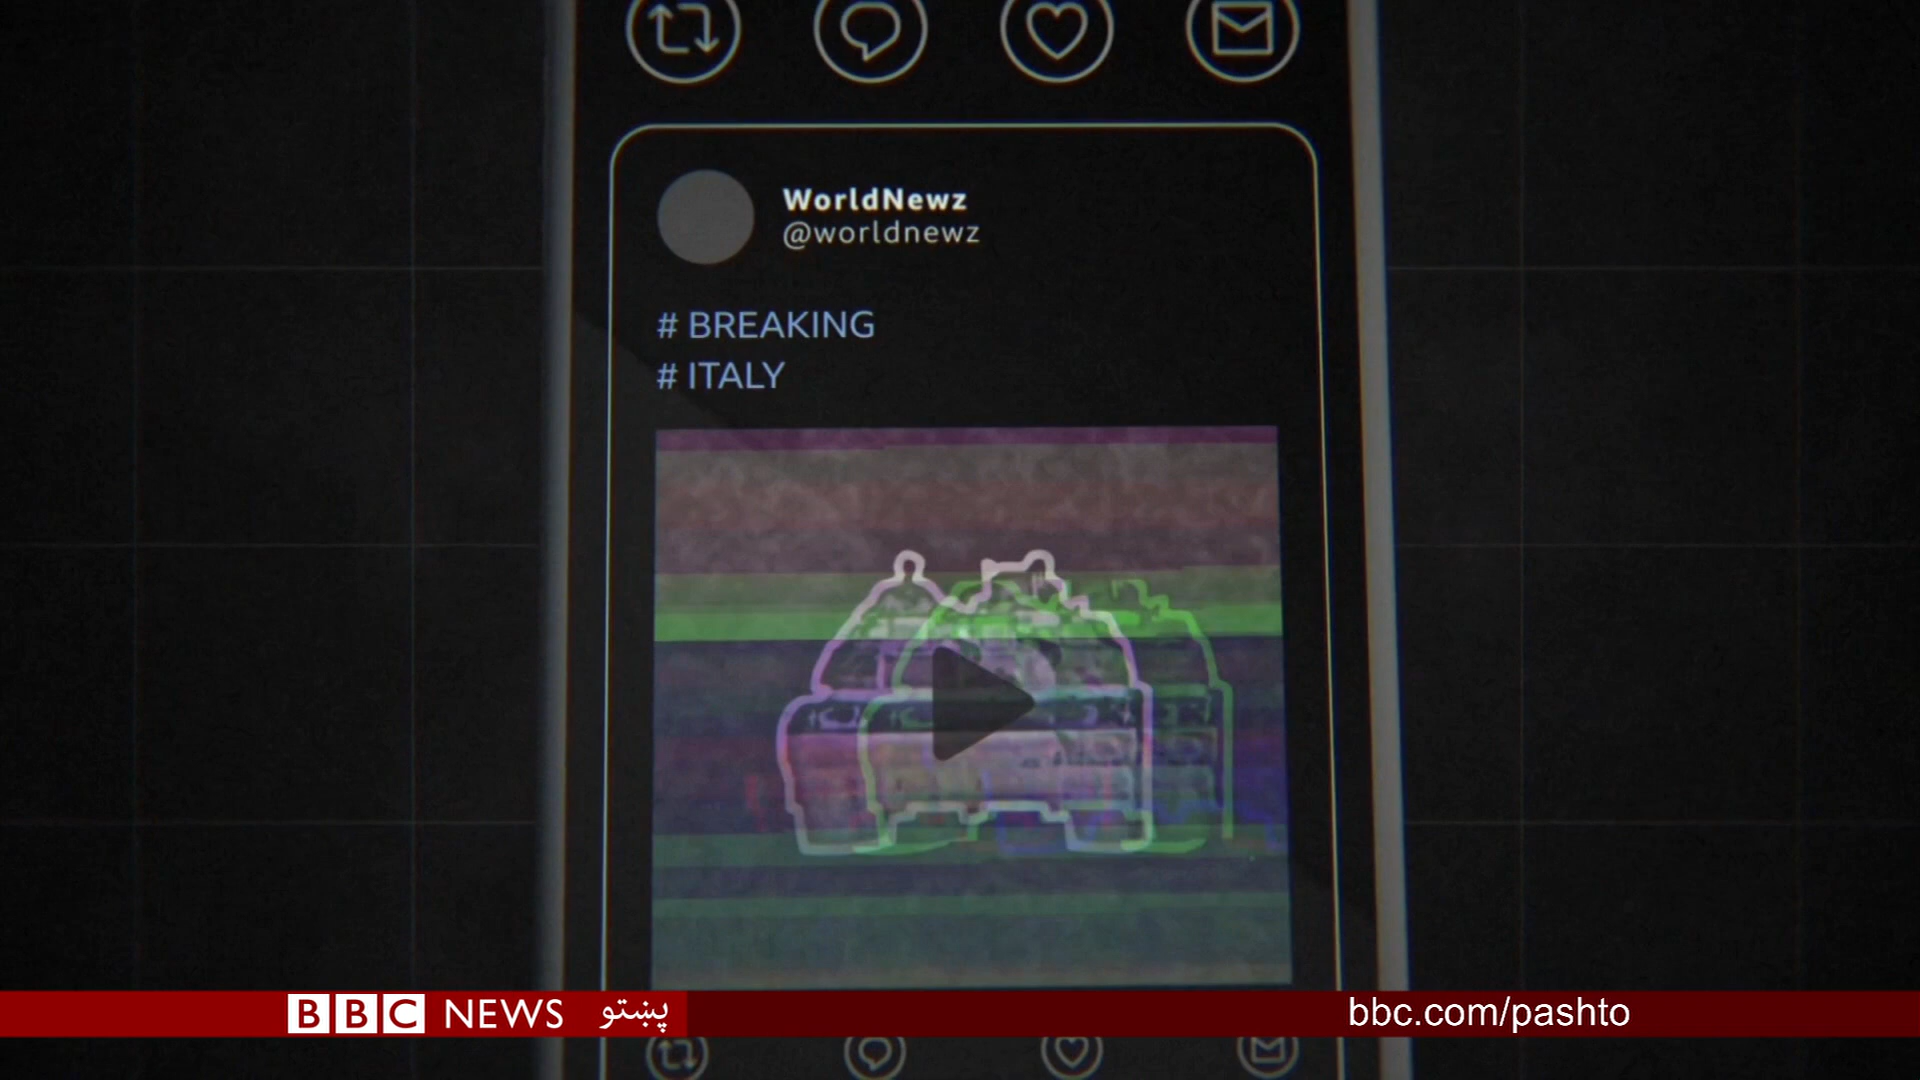 WorldNewz
@worldnewz
# BREAKING
# ITALY
BBC NEWS پښتو
bbc.com/pashto